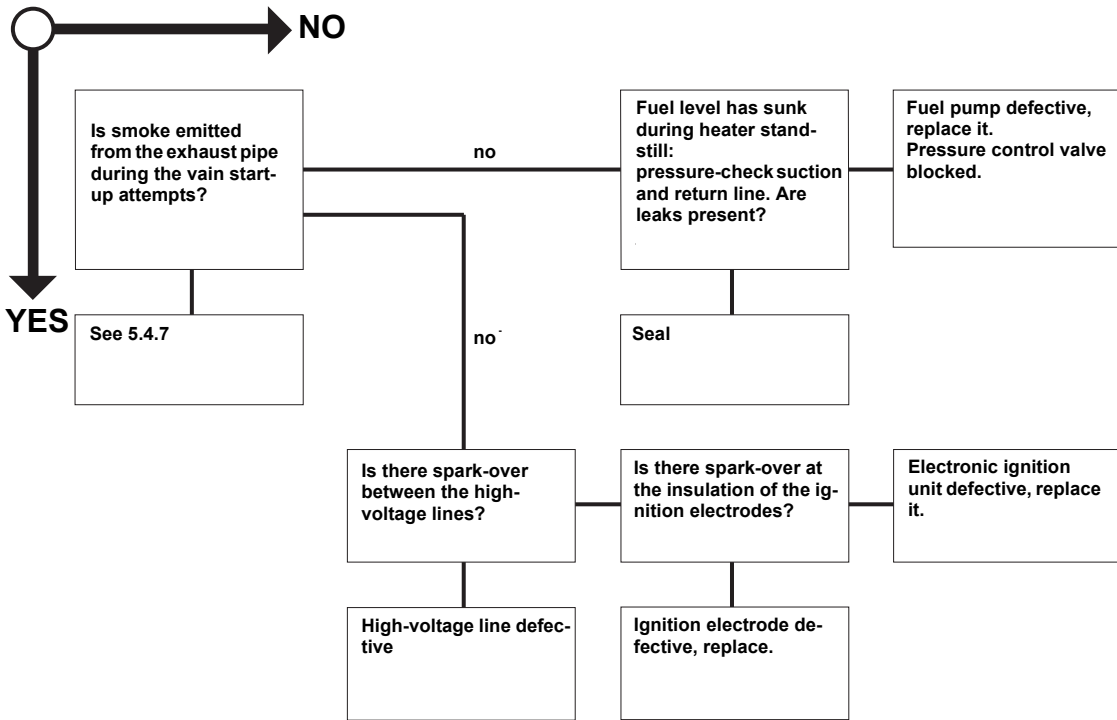 NO
YES
Is smoke emitted
from the exhaust pipe
during the vain start-
up attempts?
no
Fuel level has sunk
during heater stand-
still:
pressure-check suction
and return line. Are
leaks present?
Fuel pump defective,
replace it.
Pressure control valve
blocked.
See 5.4.7
no
Seal
Is there spark-over
between the high-
voltage lines?
Is there spark-over at
the insulation of the ig-
nition electrodes?
Electronic ignition
unit defective, replace
it.
High-voltage line defec-
tive
Ignition electrode de-
fective, replace.